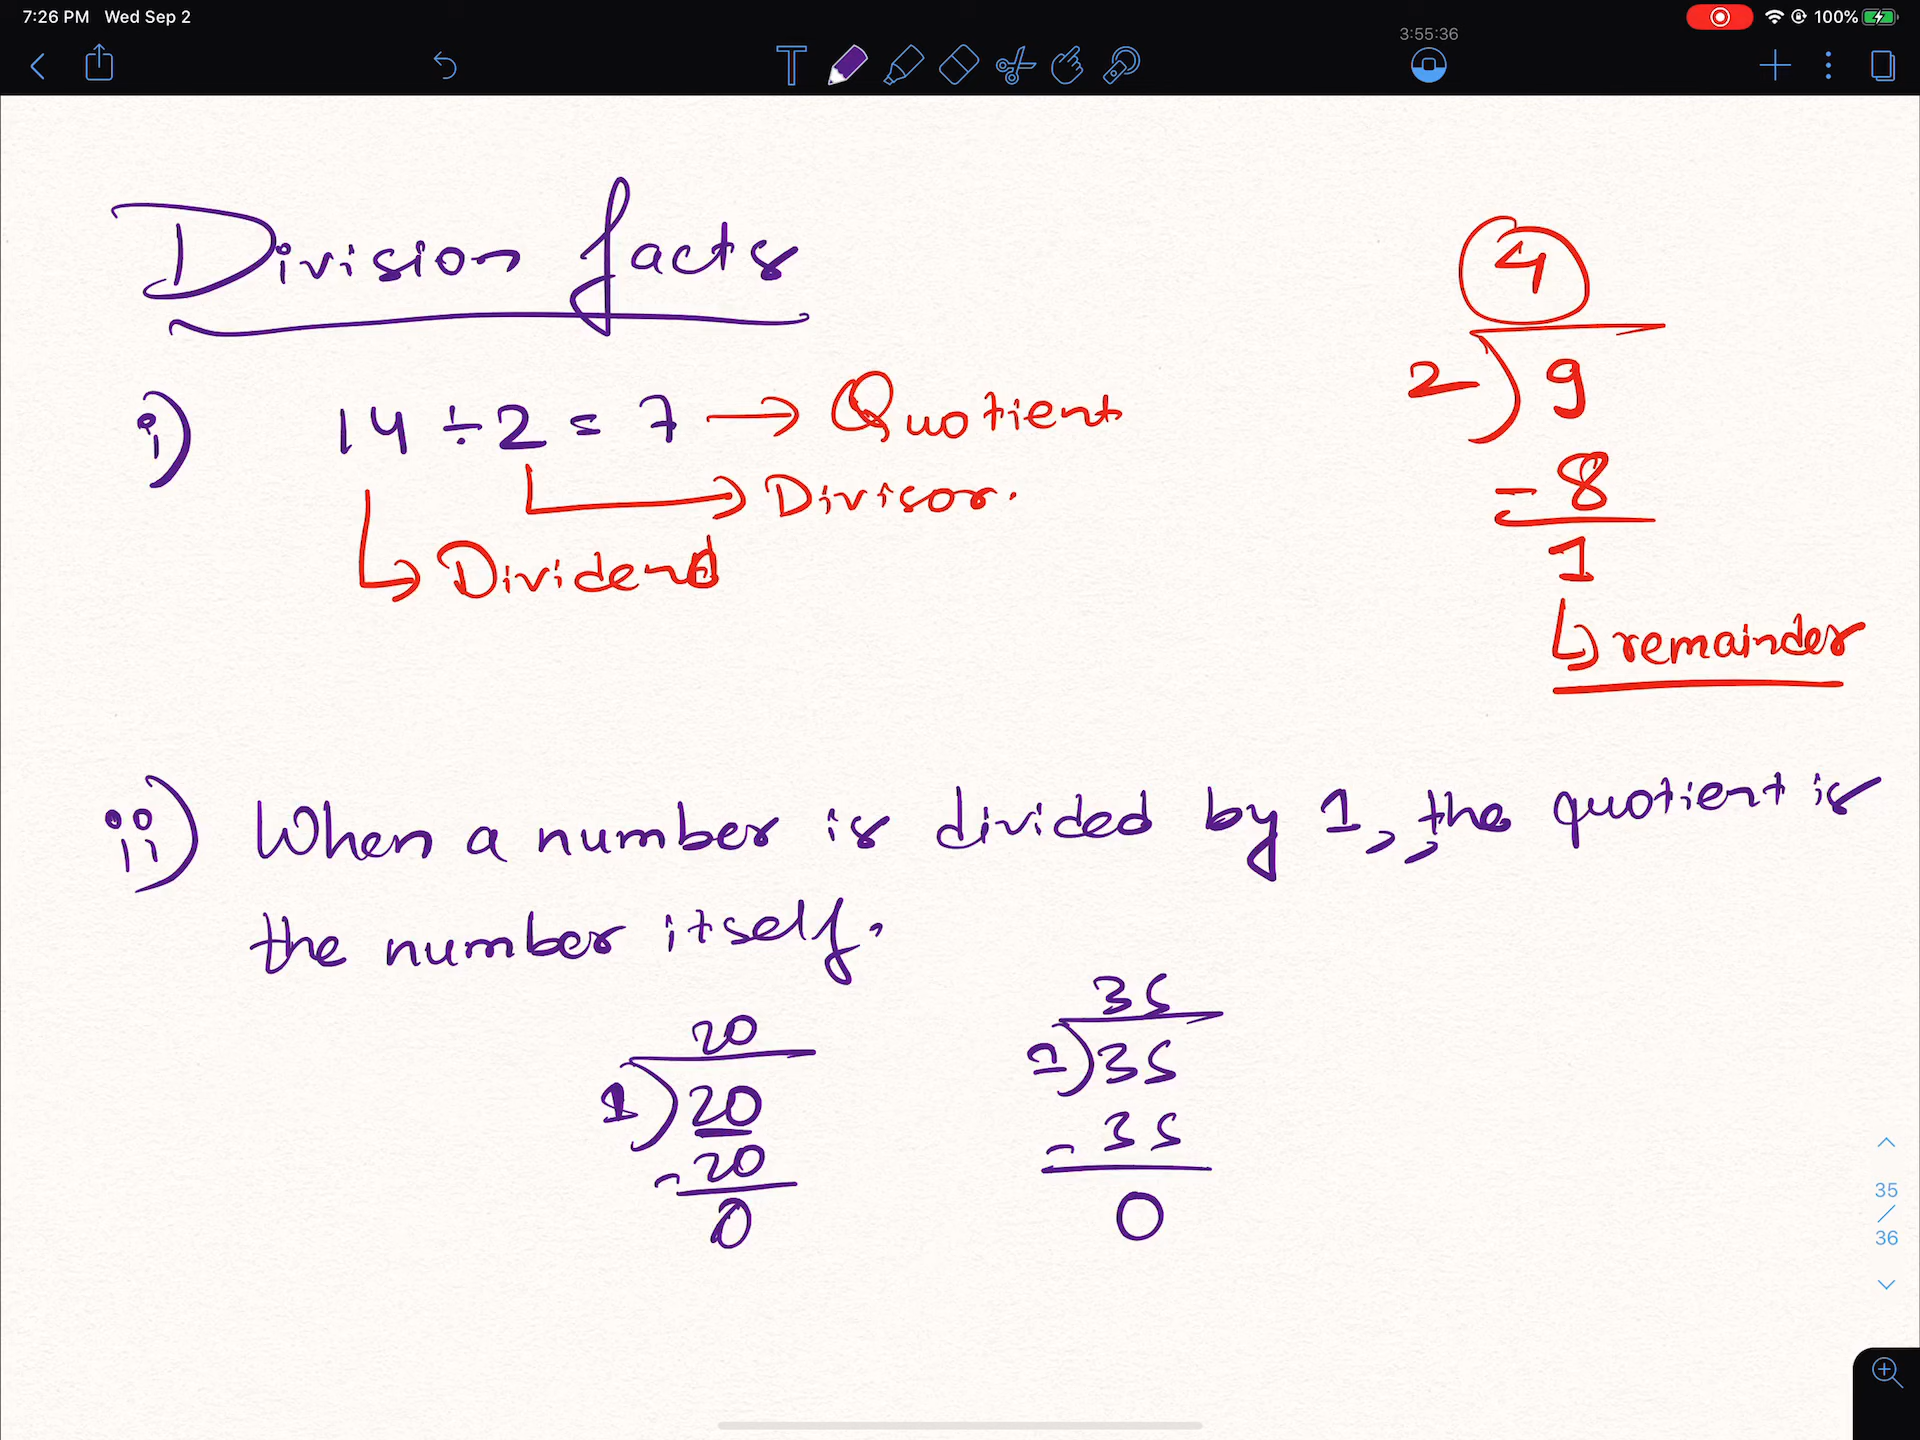 7:26 PM Wed Sep 2
100%
3:55:36
T
Division facts
4
2 ) 9
- 8
1
↳ remainder
i) 14 ÷ 2 = 7 → Quotient
Divisor.
Dividend
ii) When a number is divided by 1, the quotient is
the number itself.
20
1 ) 20
- 20
0
35
1 ) 35
- 35
0
35
/
36